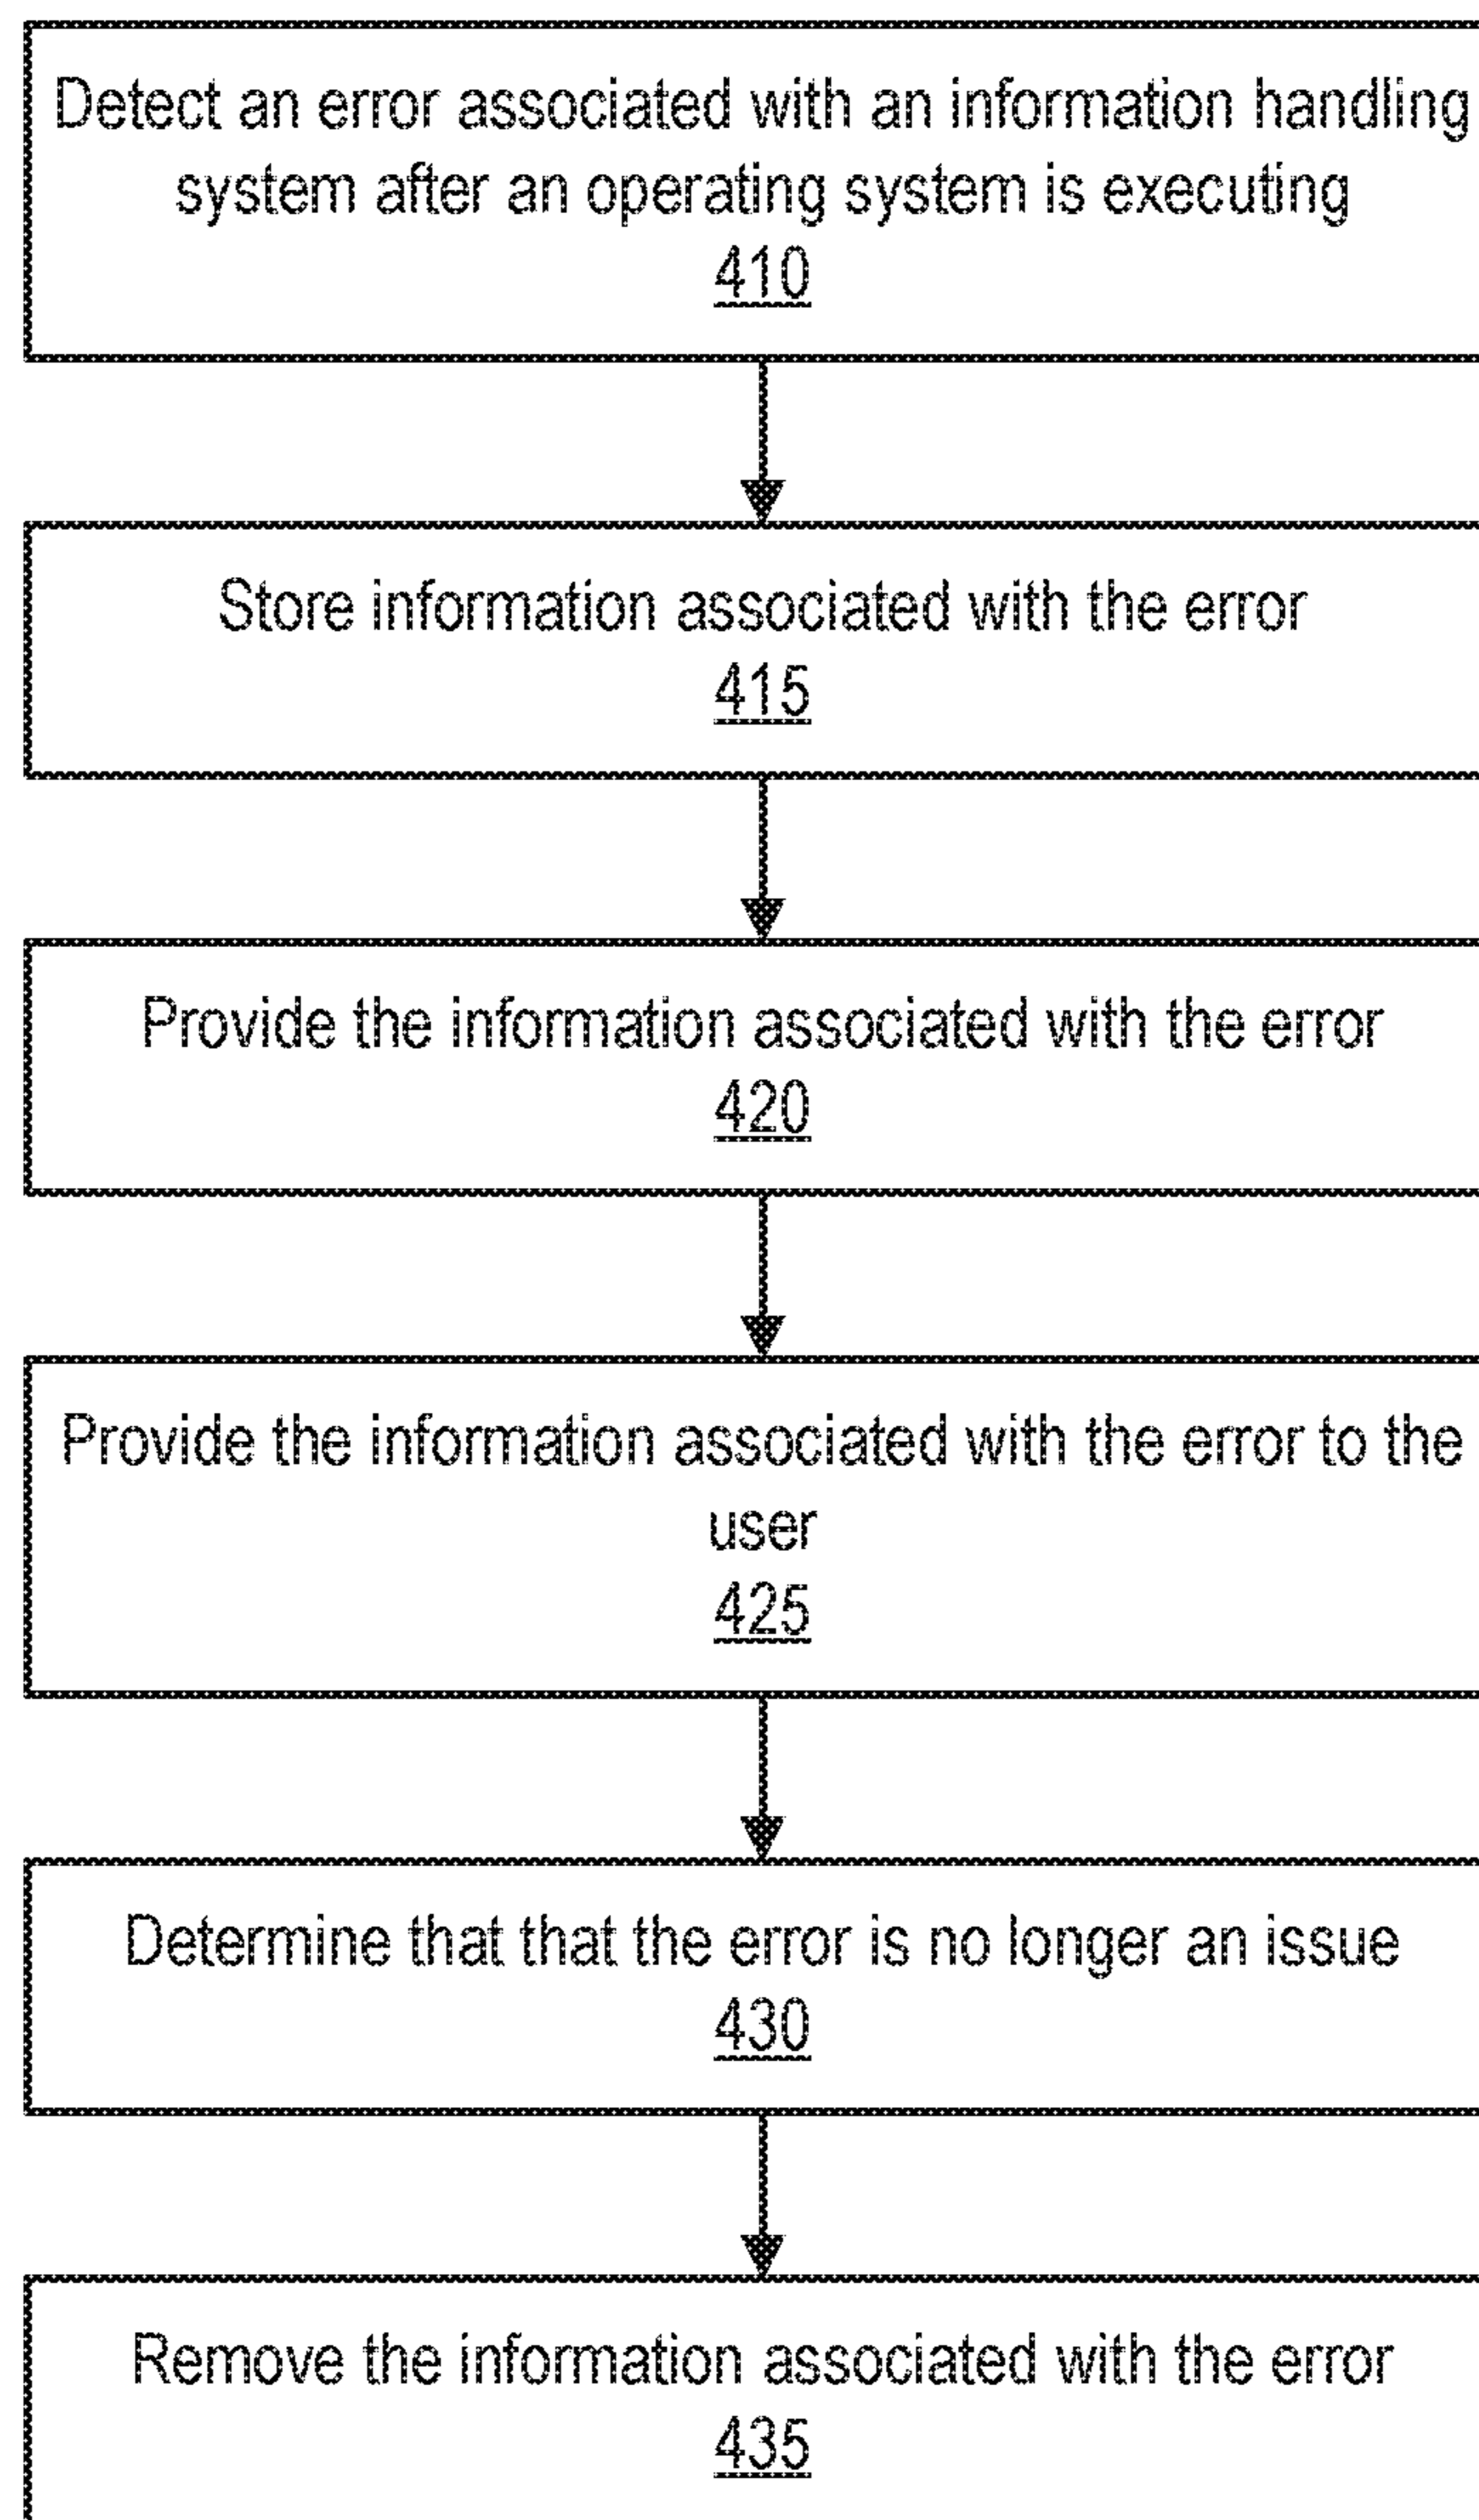 Detect an error associated with an information handling
system after an operating system is executing
410
Store information associated with the error
415
Provide the information associated with the error
420
Provide the information associated with the error to the
user
425
Determine that that the error is no longer an issue
430
Remove the information associated with the error
435